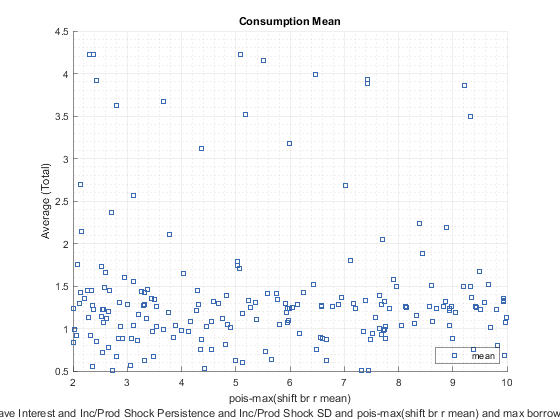 Consumption Mean
4.5
4
3.5
3
2.5
2
1.5
1
0.5
Average (Total)
mean
2 3 4 5 6 7 8 9 10
pois-max(shift br r mean)
ave Interest and Inc/Prod Shock Persistence and Inc/Prod Shock SD and pois-max(shift br r mean) and max borrow